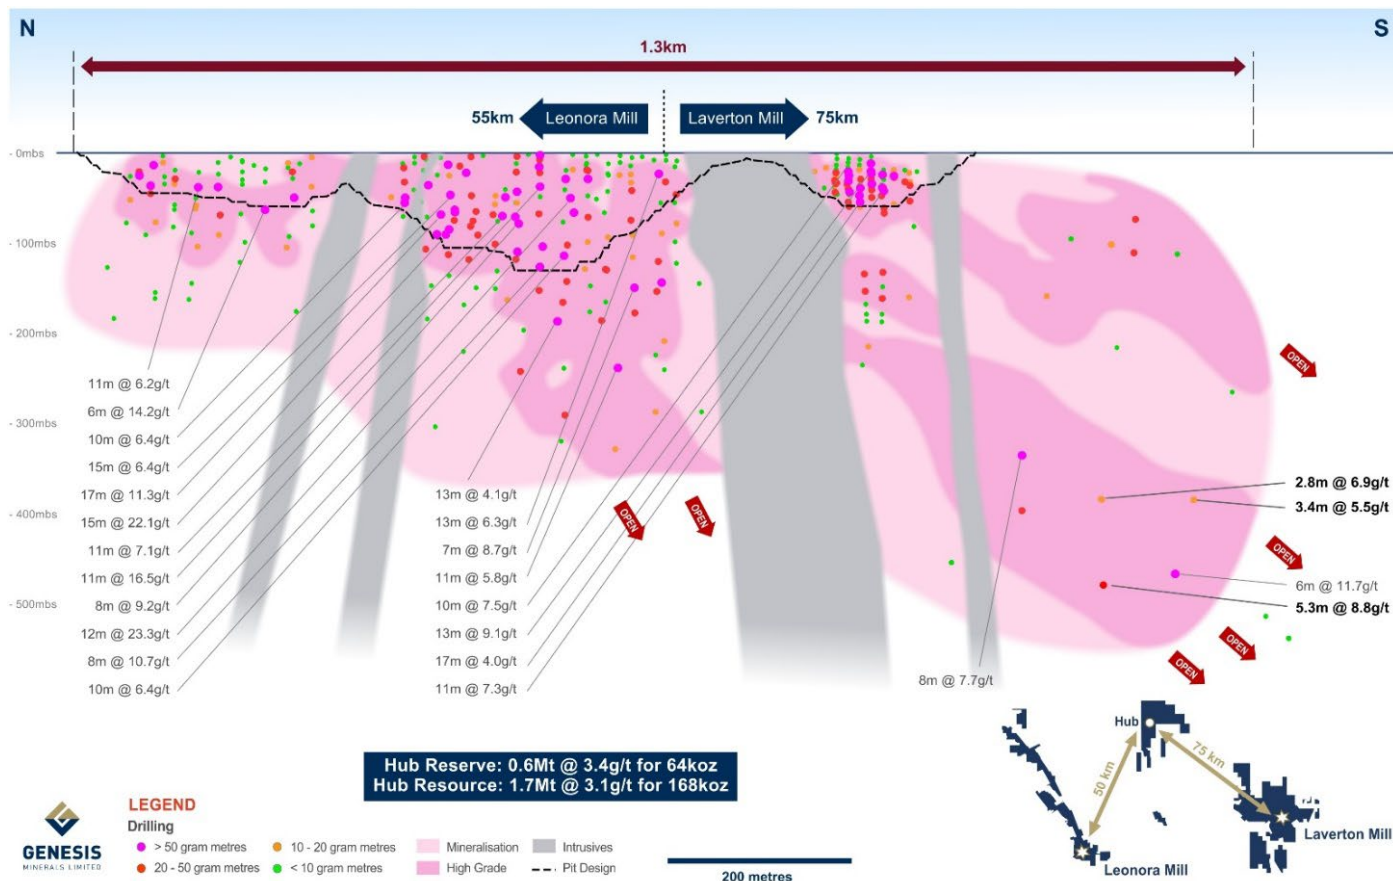 N
S
1.3km
55km
Leonora Mill
Laverton Mill
75km
- 0mbs
- 100mbs
- 200mbs
- 300mbs
- 400mbs
- 500mbs
11m @ 6.2g/t
6m @ 14.2g/t
10m @ 6.4g/t
15m @ 6.4g/t
17m @ 11.3g/t
15m @ 22.1g/t
11m @ 7.1g/t
11m @ 16.5g/t
8m @ 9.2g/t
12m @ 23.3g/t
8m @ 10.7g/t
10m @ 6.4g/t
13m @ 4.1g/t
13m @ 6.3g/t
7m @ 8.7g/t
11m @ 5.8g/t
10m @ 7.5g/t
13m @ 9.1g/t
17m @ 4.0g/t
11m @ 7.3g/t
OPEN
OPEN
8m @ 7.7g/t
OPEN
2.8m @ 6.9g/t
3.4m @ 5.5g/t
OPEN
6m @ 11.7g/t
5.3m @ 8.8g/t
OPEN
OPEN
Hub Reserve: 0.6Mt @ 3.4g/t for 64koz
Hub Resource: 1.7Mt @ 3.1g/t for 168koz
Hub
50 km
75 km
Laverton Mill
Leonora Mill
GENESIS
MINERALS LIMITED
LEGEND
Drilling
> 50 gram metres
10 - 20 gram metres
Mineralisation
Intrusives
20 - 50 gram metres
< 10 gram metres
High Grade
Pit Design
200 metres